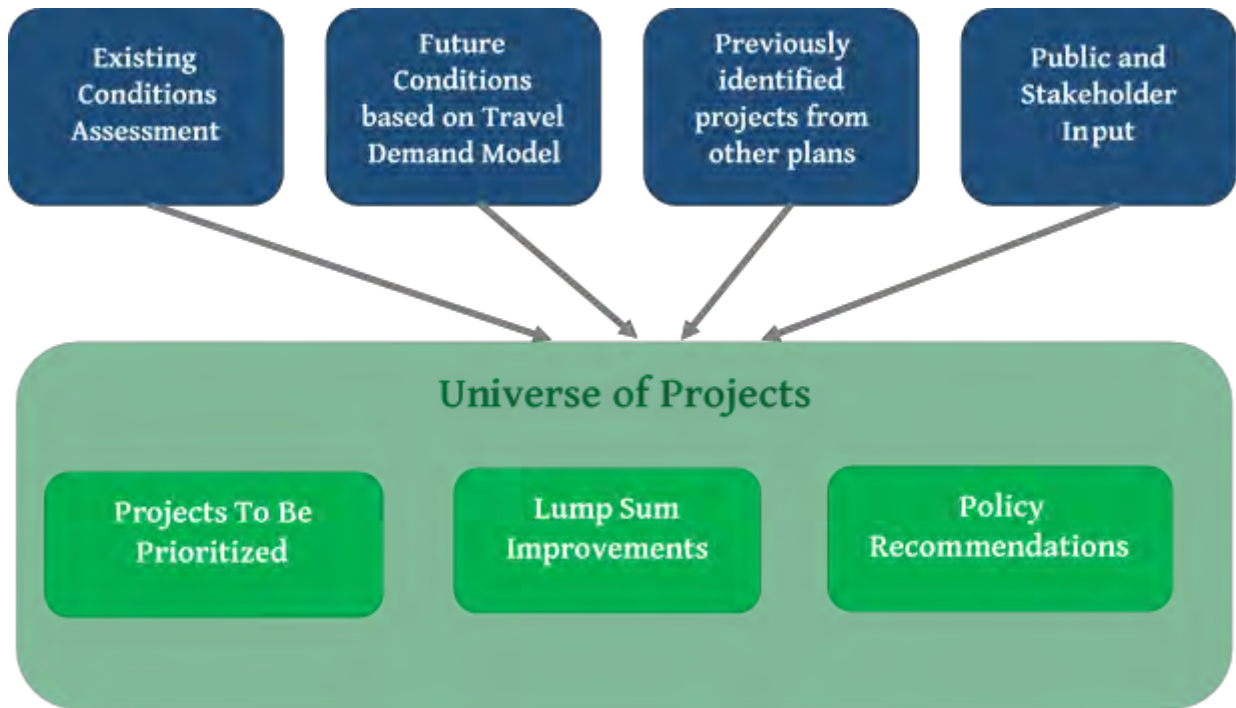 Existing
Conditions
Assessment
Future
Conditions
based on Travel
Demand Model
Previously
identified
projects from
other plans
Public and
Stakeholder
Input
Universe of Projects
Projects To Be
Prioritized
Lump Sum
Improvements
Policy
Recommendations